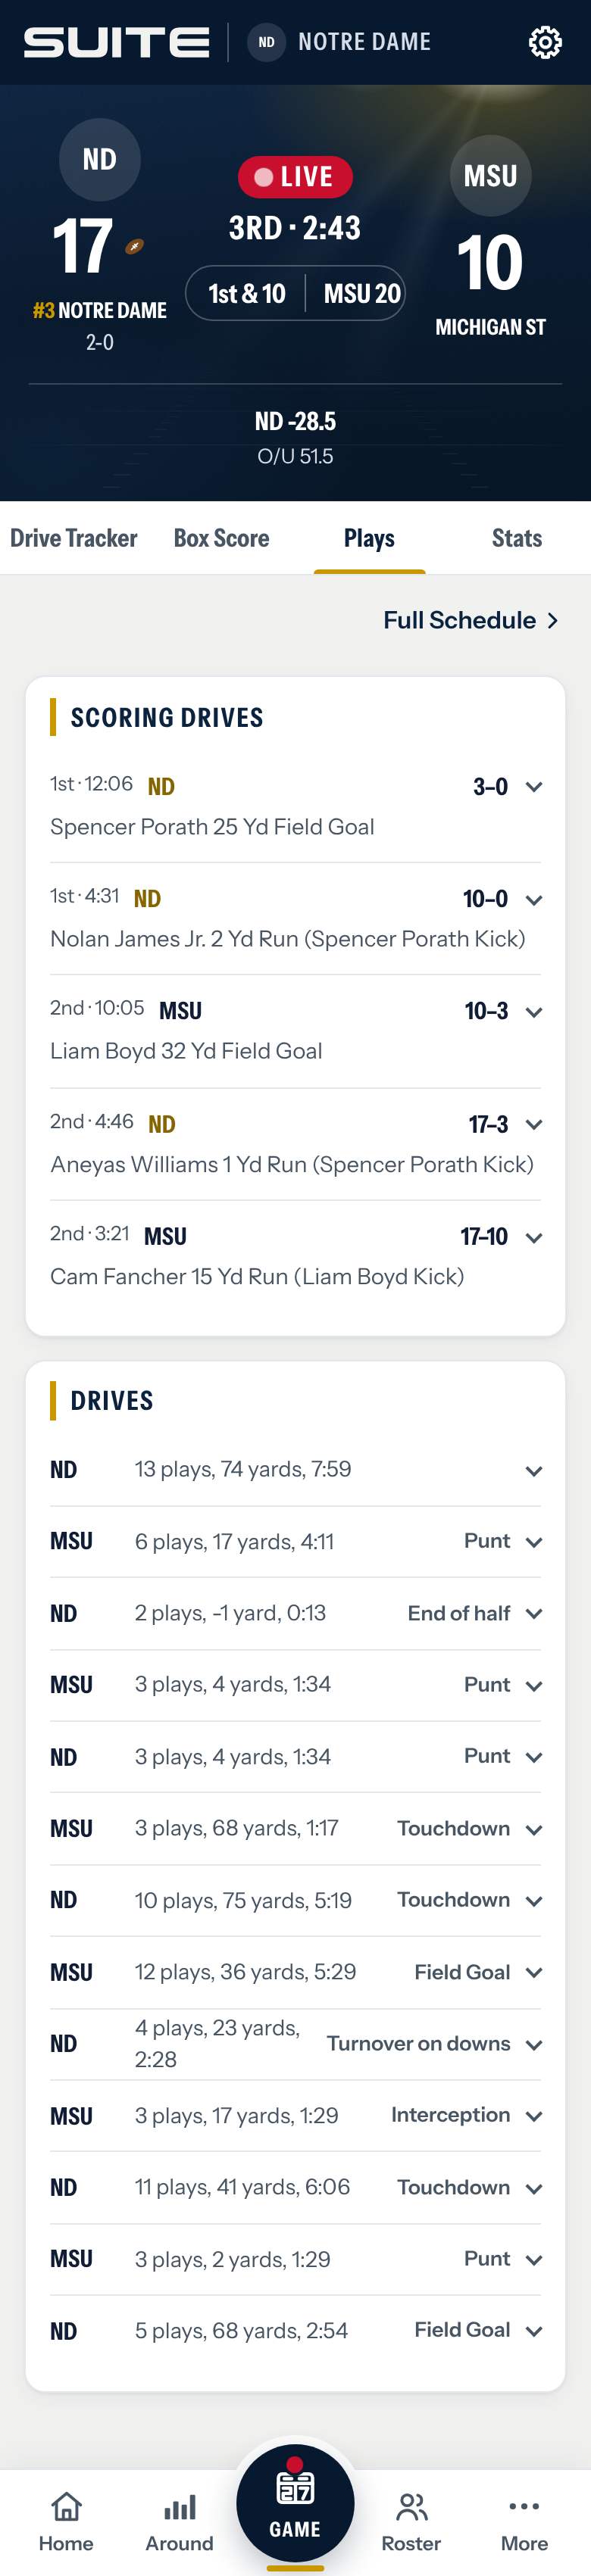 SUITE
ND NOTRE DAME
ND
17
#3 NOTRE DAME
2-0
LIVE
3RD · 2:43
1st & 10 MSU 20
MSU
10
MICHIGAN ST
ND -28.5
O/U 51.5
Drive Tracker Box Score Plays Stats
Full Schedule
SCORING DRIVES
1st · 12:06 ND 3–0
Spencer Porath 25 Yd Field Goal
1st · 4:31 ND 10–0
Nolan James Jr. 2 Yd Run (Spencer Porath Kick)
2nd · 10:05 MSU 10–3
Liam Boyd 32 Yd Field Goal
2nd · 4:46 ND 17–3
Aneyas Williams 1 Yd Run (Spencer Porath Kick)
2nd · 3:21 MSU 17–10
Cam Fancher 15 Yd Run (Liam Boyd Kick)
DRIVES
ND 13 plays, 74 yards, 7:59
MSU 6 plays, 17 yards, 4:11 Punt
ND 2 plays, -1 yard, 0:13 End of half
MSU 3 plays, 4 yards, 1:34 Punt
ND 3 plays, 4 yards, 1:34 Punt
MSU 3 plays, 68 yards, 1:17 Touchdown
ND 10 plays, 75 yards, 5:19 Touchdown
MSU 12 plays, 36 yards, 5:29 Field Goal
ND 4 plays, 23 yards, 2:28 Turnover on downs
MSU 3 plays, 17 yards, 1:29 Interception
ND 11 plays, 41 yards, 6:06 Touchdown
MSU 3 plays, 2 yards, 1:29 Punt
ND 5 plays, 68 yards, 2:54 Field Goal
27
Home Around GAME Roster More